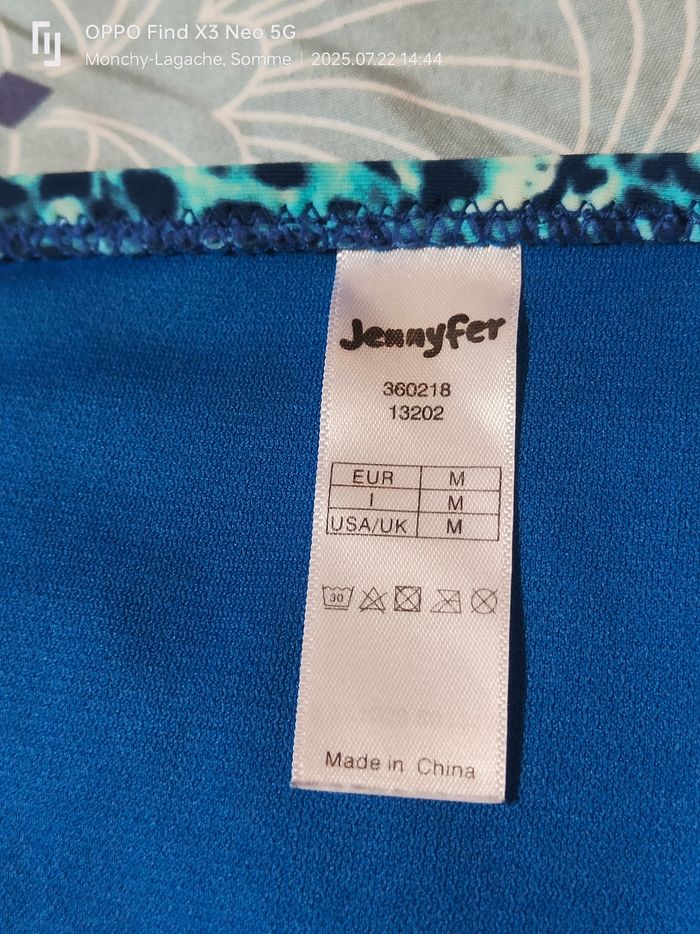 OPPO Find X3 Neo 5G
Monchy-Lagache, Somme | 2025.07.22 14:44
Jennyfer
360218
13202
EUR M
I M
USA/UK M
30
Made in China